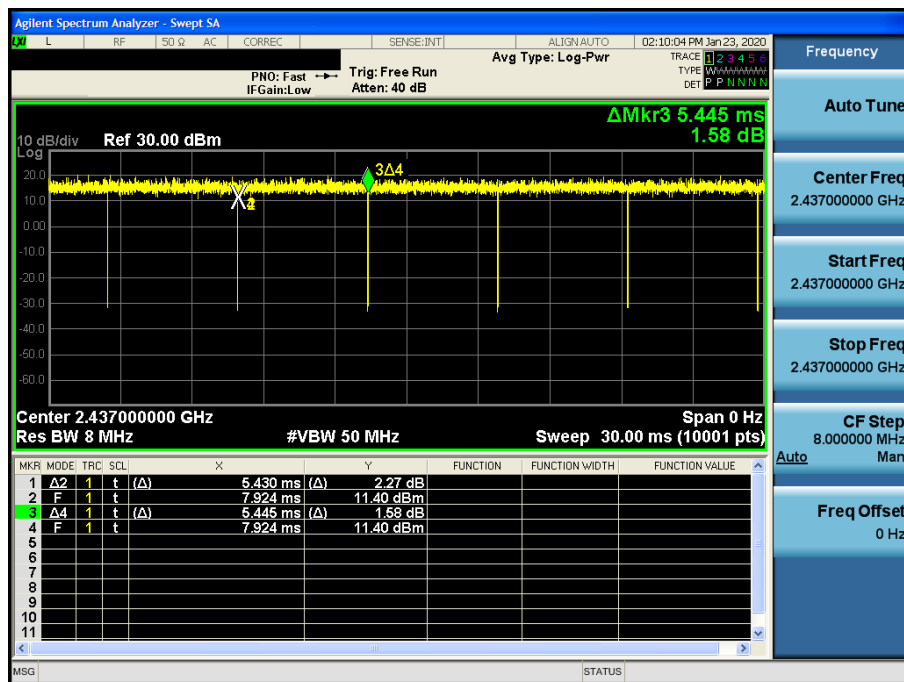 Agilent Spectrum Analyzer - Swept SA
LXI L RF 50 Ω AC CORREC SENSE:INT ALIGN AUTO 02:10:04 PM Jan 23, 2020
PNO: Fast
IFGain:Low
Trig: Free Run
Atten: 40 dB
Avg Type: Log-Pwr
TRACE 1 2 3 4 5 6
TYPE WWWWWW
DET P P N N N N
Frequency
Auto Tune
Center Freq
2.437000000 GHz
Start Freq
2.437000000 GHz
Stop Freq
2.437000000 GHz
CF Step
8.000000 MHz
Auto Man
Freq Offset
0 Hz
ΔMkr3 5.445 ms
1.58 dB
10 dB/div Ref 30.00 dBm
Log
20.0
10.0
0.00
-10.0
-20.0
-30.0
-40.0
-50.0
-60.0
3Δ4
Center 2.437000000 GHz Span 0 Hz
Res BW 8 MHz #VBW 50 MHz Sweep 30.00 ms (10001 pts)
MKR MODE TRC SCL X Y FUNCTION FUNCTION WIDTH FUNCTION VALUE
1 Δ2 1 t (Δ) 5.430 ms (Δ) 2.27 dB
2 F 1 t 7.924 ms 11.40 dBm
3 Δ4 1 t (Δ) 5.445 ms (Δ) 1.58 dB
4 F 1 t 7.924 ms 11.40 dBm
5
6
7
8
9
10
11
MSG STATUS